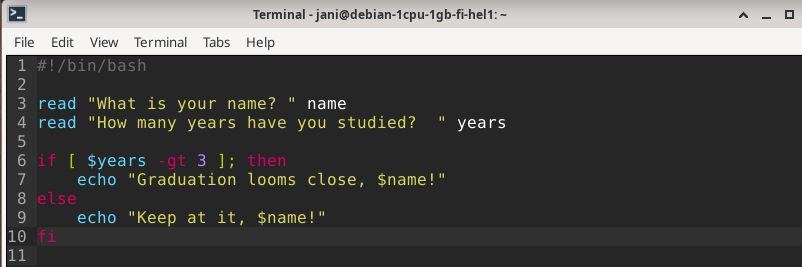 Terminal - jani@debian-1cpu-1gb-fi-hel1: ~
File Edit View Terminal Tabs Help
1 #!/bin/bash
2
3 read "What is your name? " name
4 read "How many years have you studied?  " years
5
6 if [ $years -gt 3 ]; then
7     echo "Graduation looms close, $name!"
8 else
9     echo "Keep at it, $name!"
10 fi
11